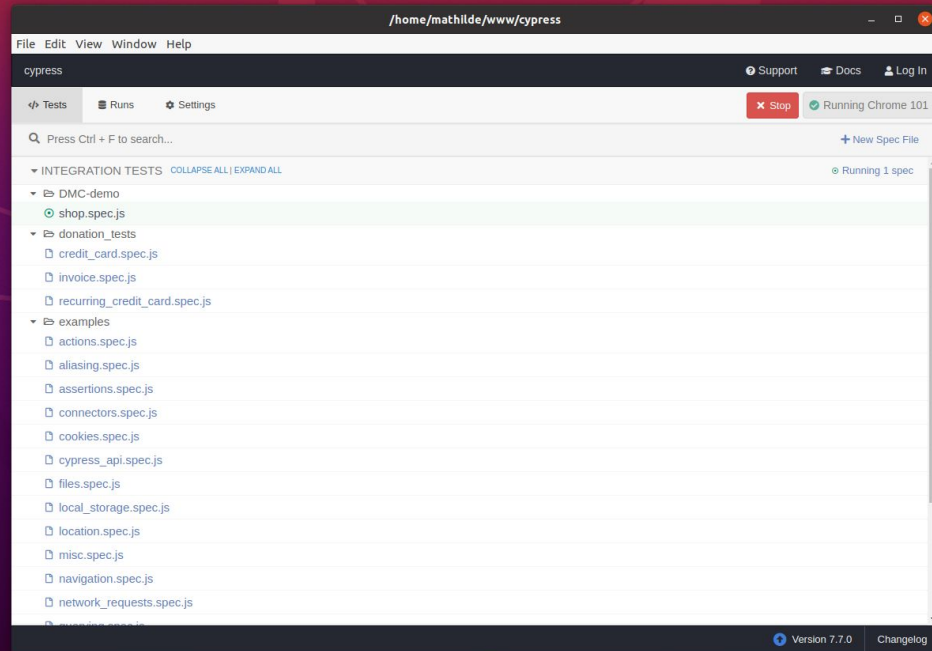 /home/mathilde/www/cypress
File Edit View Window Help
cypress Support Docs Log In
Tests Runs Settings Stop Running Chrome 101
Press Ctrl + F to search... New Spec File
INTEGRATION TESTS COLLAPSE ALL | EXPAND ALL Running 1 spec
DMC-demo
shop.spec.js
donation_tests
credit_card.spec.js
invoice.spec.js
recurring_credit_card.spec.js
examples
actions.spec.js
aliasing.spec.js
assertions.spec.js
connectors.spec.js
cookies.spec.js
cypress_api.spec.js
files.spec.js
local_storage.spec.js
location.spec.js
misc.spec.js
navigation.spec.js
network_requests.spec.js
Version 7.7.0 Changelog